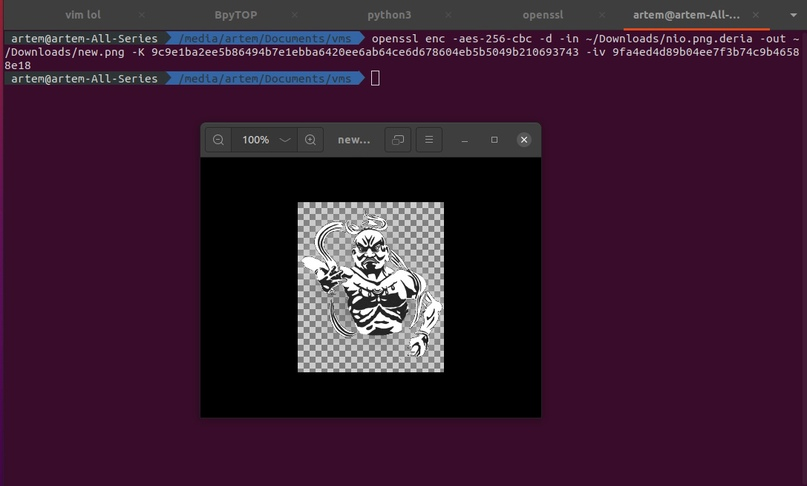 vim lol BpyTOP python3 openssl artem@artem-All-...
artem@artem-All-Series /media/artem/Documents/vms openssl enc -aes-256-cbc -d -in ~/Downloads/nio.png.deria -out ~
/Downloads/new.png -K 9c9e1ba2ee5b86494b7e1ebba6420ee6ab64ce6d678604eb5b5049b210693743 -iv 9fa4ed4d89b04ee7f3b74c9b4658
8e18
artem@artem-All-Series /media/artem/Documents/vms
100% new...